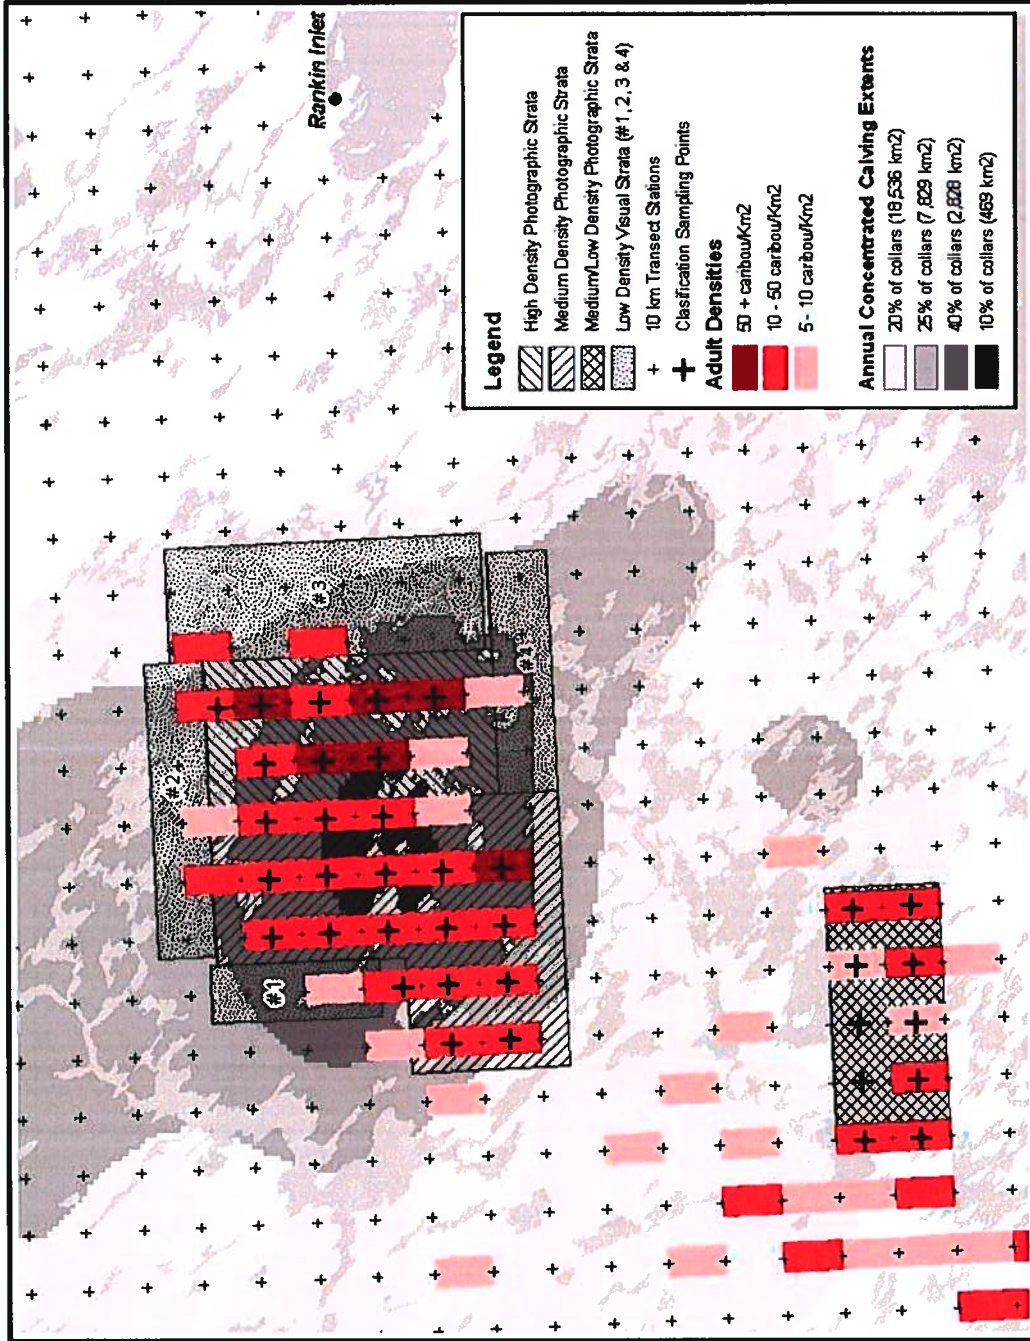 Rankin Inlet
#1
#2
#3
#4
Legend
High Density Photographic Strata
Medium Density Photographic Strata
Medium/Low Density Photographic Strata
Low Density Visual Strata (#1, 2, 3 & 4)
10 km Transect Stations
Clasification Sampling Points
Adult Densities
50 + caribou/Km2
10 - 50 caribou/Km2
5 - 10 caribou/Km2
Annual Concentrated Calving Extents
20% of collars (18,536 km2)
25% of collars (7,829 km2)
40% of collars (2,828 km2)
10% of collars (469 km2)